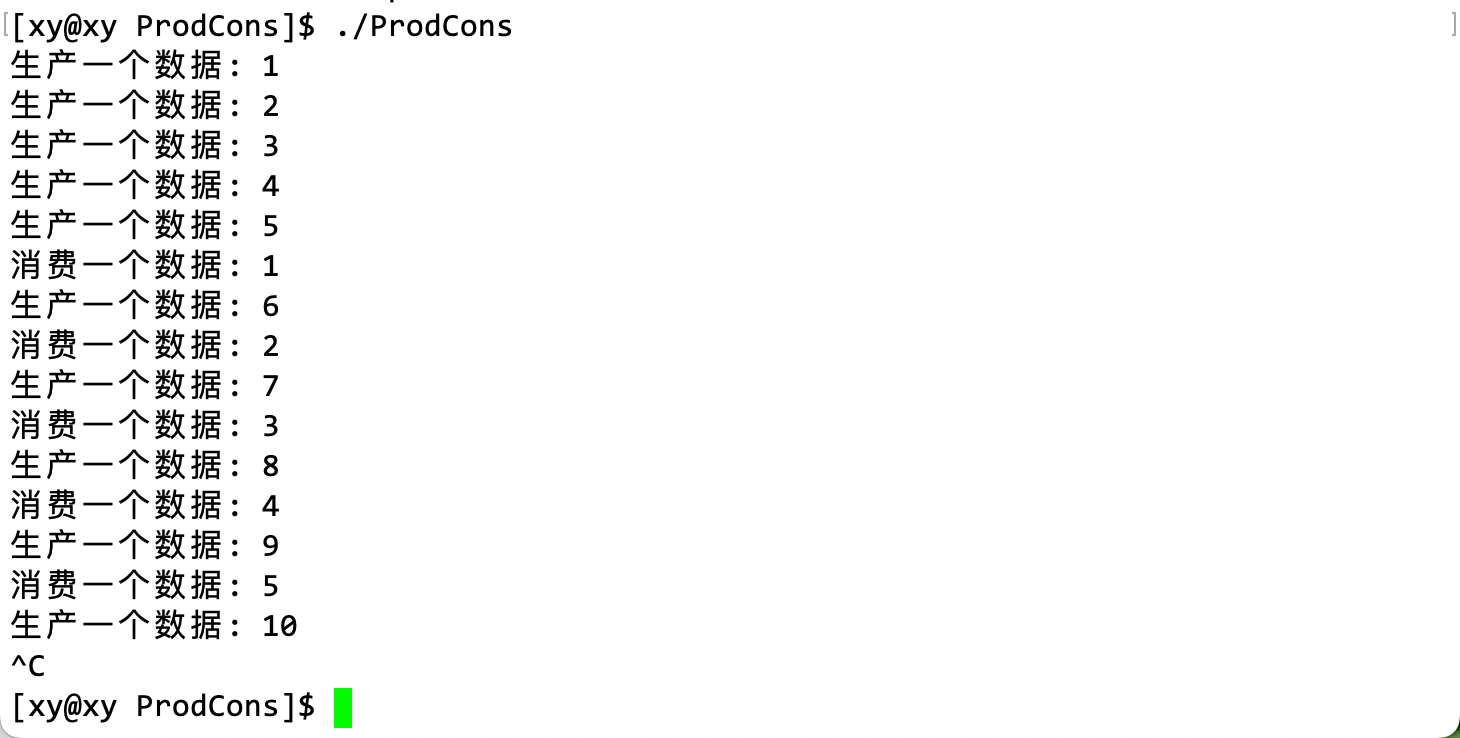 [xy@xy ProdCons]$ ./ProdCons
生产一个数据: 1
生产一个数据: 2
生产一个数据: 3
生产一个数据: 4
生产一个数据: 5
消费一个数据: 1
生产一个数据: 6
消费一个数据: 2
生产一个数据: 7
消费一个数据: 3
生产一个数据: 8
消费一个数据: 4
生产一个数据: 9
消费一个数据: 5
生产一个数据: 10
^C
[xy@xy ProdCons]$